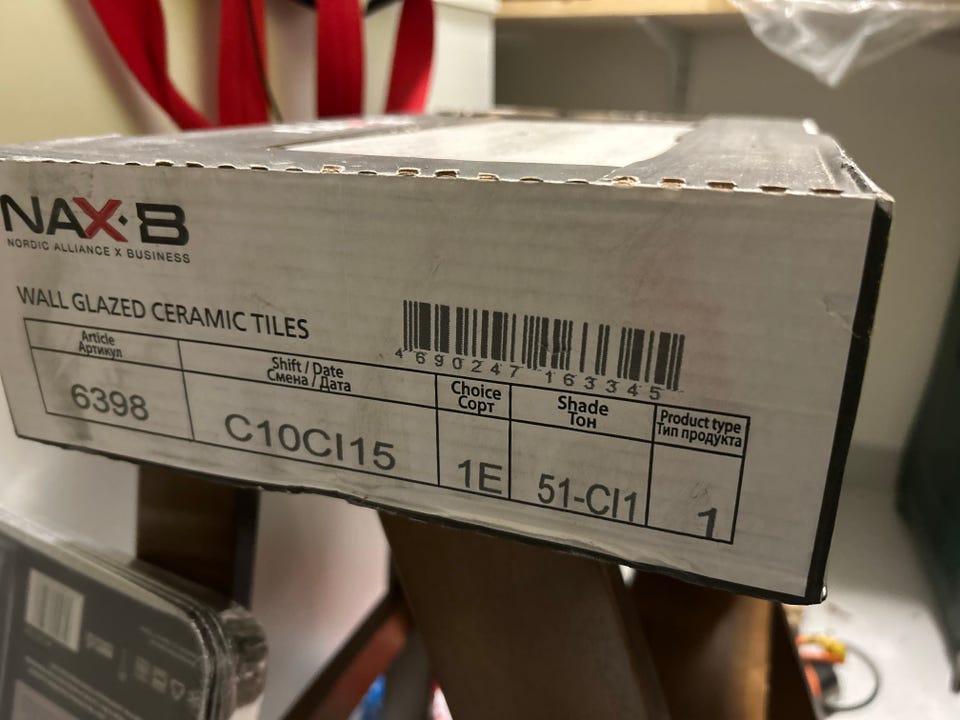 NAX·B
NORDIC ALLIANCE X BUSINESS
WALL GLAZED CERAMIC TILES
4 690247 163345
Article
Артикул
Shift / Date
Смена / Дата
Choice
Сорт
Shade
Тон
Product type
Тип продукта
6398
C10CI15
1E
51-CI1
1